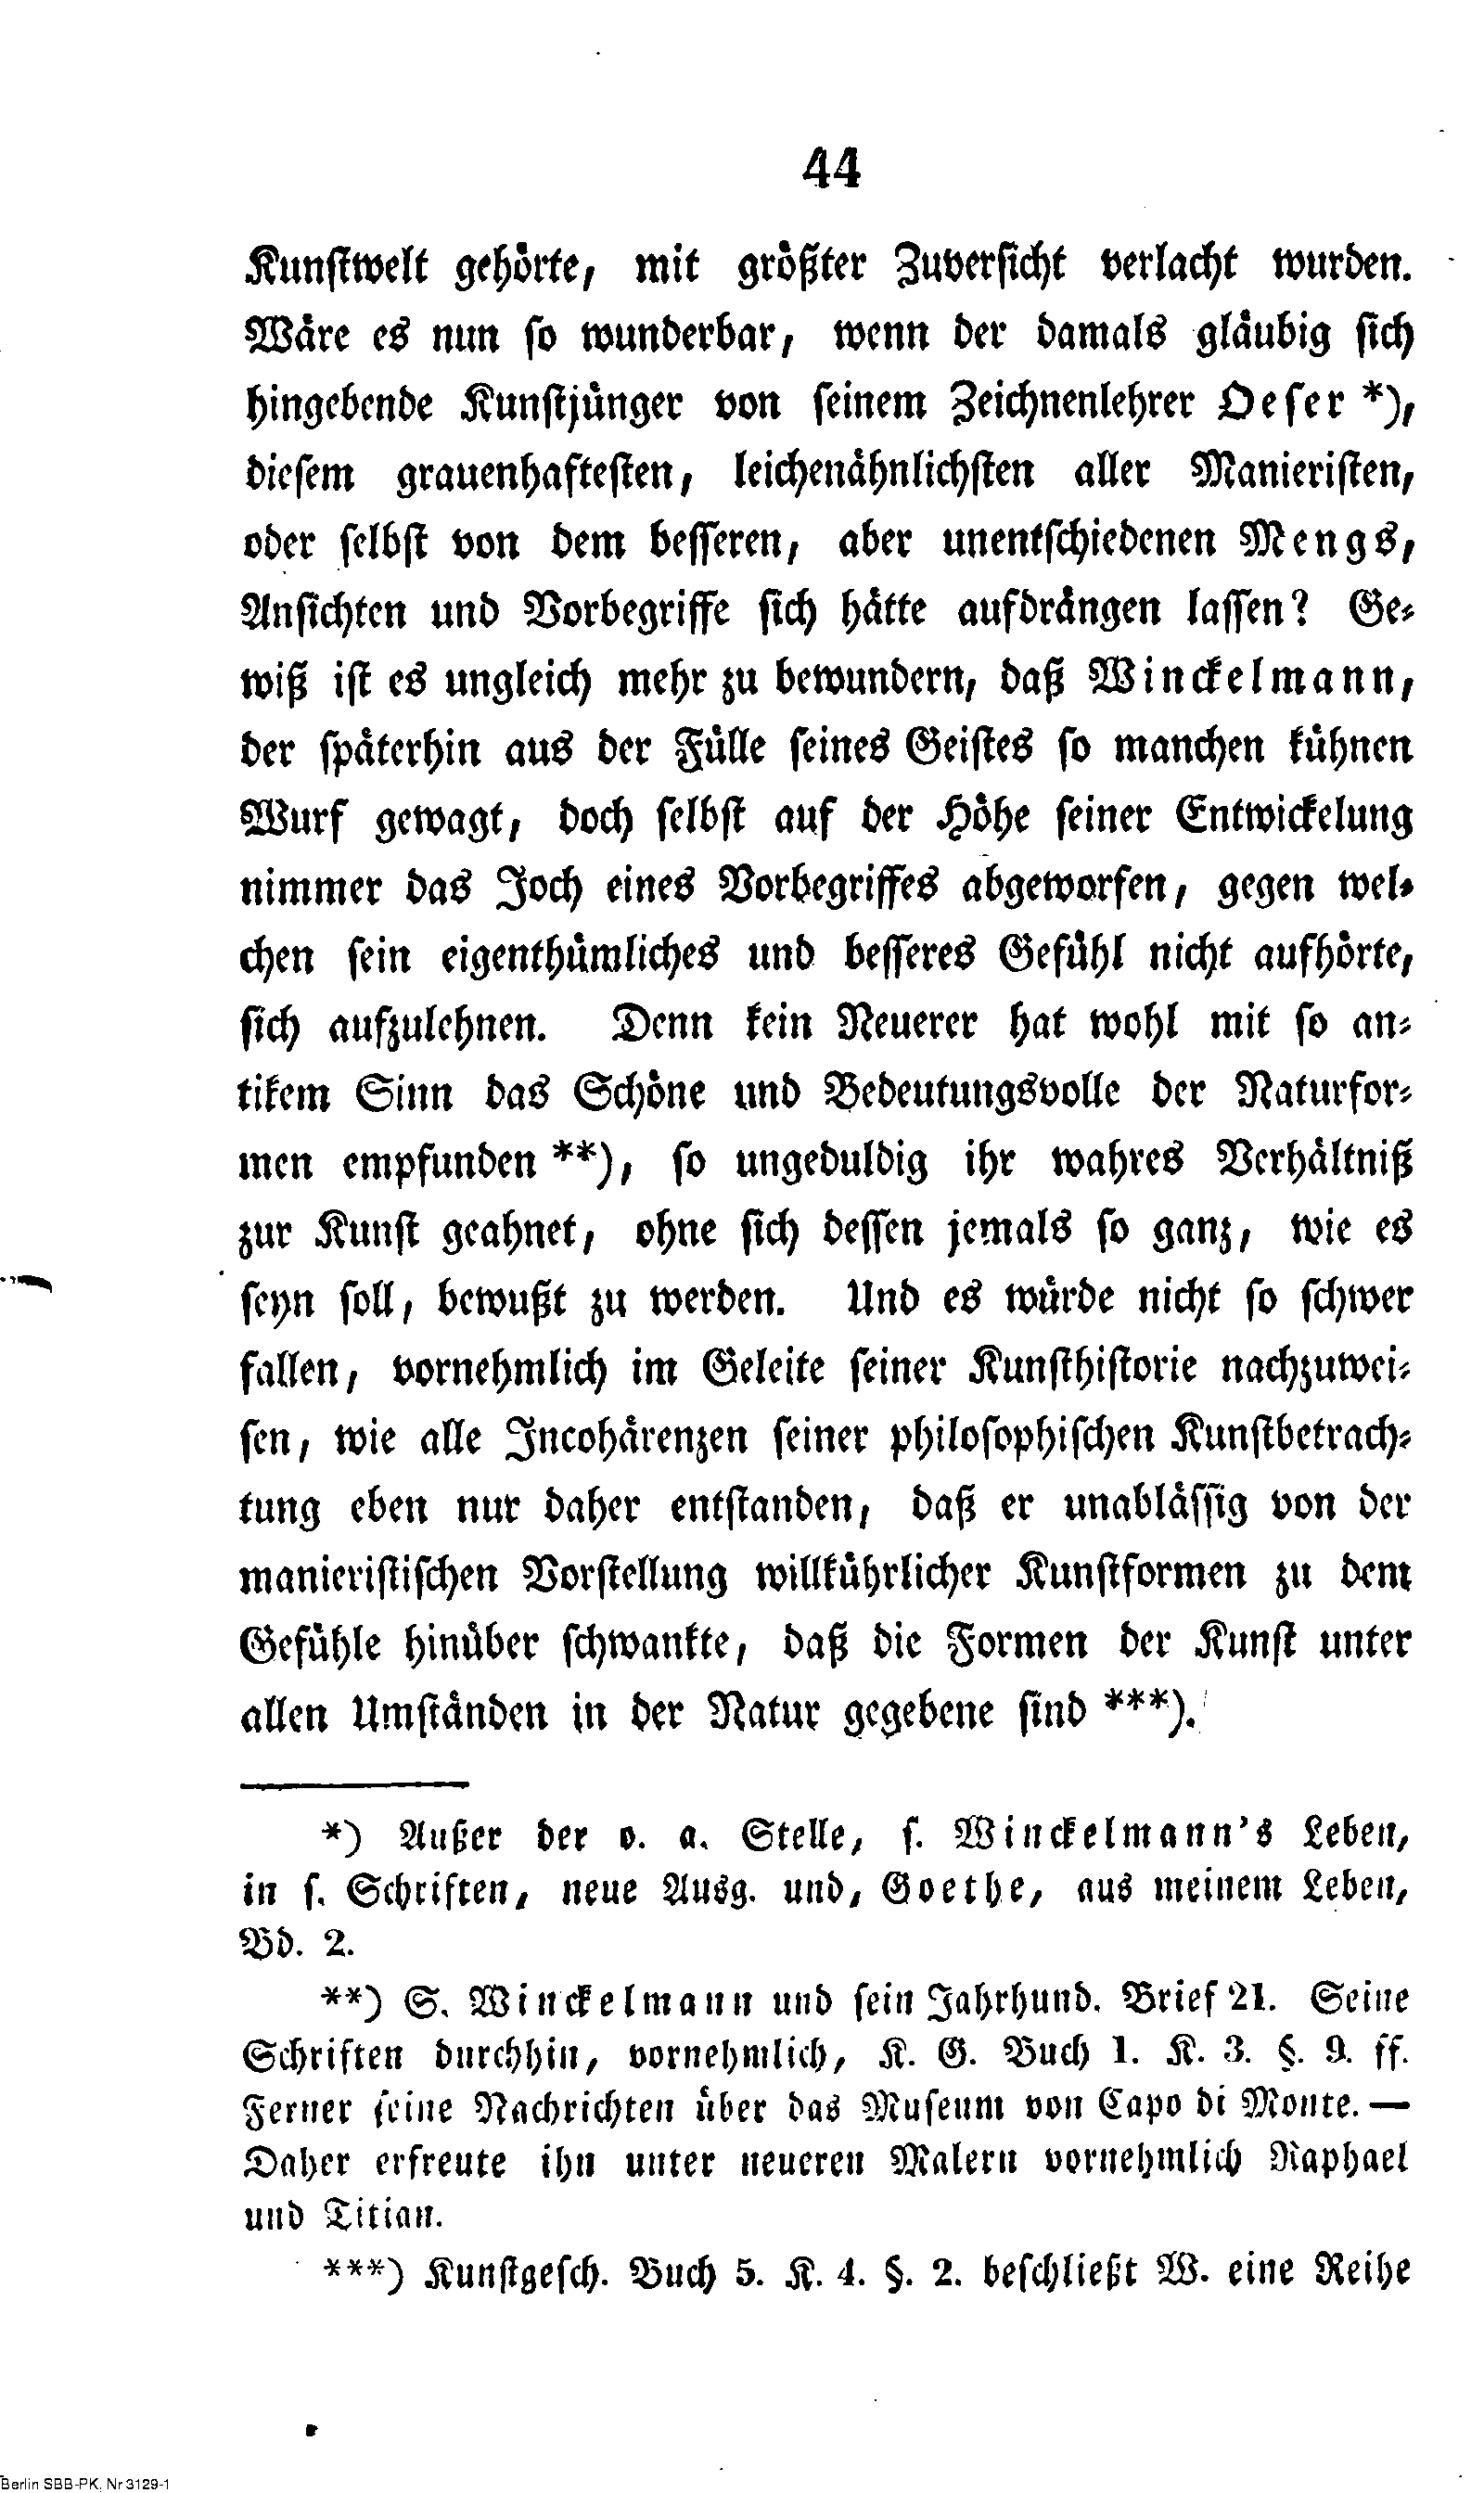 44
Kunſtwelt gehörte, mit größter Zuverſicht verlacht wurden.
Wäre es nun ſo wunderbar, wenn der damals gläubig ſich
hingebende Kunſtjünger von ſeinem Zeichnenlehrer Oeſer *),
dieſem grauenhafteſten, leichenähnlichſten aller Manieriſten,
oder ſelbſt von dem beſſeren, aber unentſchiedenen Mengs,
Anſichten und Vorbegriffe ſich hätte aufdrängen laſſen? Ge⸗
wiß iſt es ungleich mehr zu bewundern, daß Winckelmann,
der ſpäterhin aus der Fülle ſeines Geiſtes ſo manchen kühnen
Wurf gewagt, doch ſelbſt auf der Höhe ſeiner Entwickelung
nimmer das Joch eines Vorbegriffes abgeworfen, gegen wel⸗
chen ſein eigenthümliches und beſſeres Gefühl nicht aufhörte,
ſich aufzulehnen. Denn kein Neuerer hat wohl mit ſo an⸗
tikem Sinn das Schöne und Bedeutungsvolle der Naturfor⸗
men empfunden **), ſo ungeduldig ihr wahres Verhältniß
zur Kunſt geahnet, ohne ſich deſſen jemals ſo ganz, wie es
ſeyn ſoll, bewußt zu werden. Und es würde nicht ſo ſchwer
fallen, vornehmlich im Geleite ſeiner Kunſthiſtorie nachzuwei⸗
ſen, wie alle Incohärenzen ſeiner philoſophiſchen Kunſtbetrach⸗
tung eben nur daher entſtanden, daß er unabläſſig von der
manieriſtiſchen Vorſtellung willkührlicher Kunſtformen zu dem
Gefühle hinüber ſchwankte, daß die Formen der Kunſt unter
allen Umſtänden in der Natur gegebene ſind ***).
*) Außer der o. a. Stelle, ſ. Winckelmann's Leben,
in ſ. Schriften, neue Ausg. und, Goethe, aus meinem Leben,
Bd. 2.
**) S. Winckelmann und ſein Jahrhund. Brief 21. Seine
Schriften durchhin, vornehmlich, K. G. Buch 1. K. 3. §. 9. ff.
Ferner ſeine Nachrichten über das Muſeum von Capo di Monte.—
Daher erfreute ihn unter neueren Malern vornehmlich Raphael
und Titian.
***) Kunſtgeſch. Buch 5. K. 4. §. 2. beſchließt W. eine Reihe
Berlin SBB-PK, Nr 3129-1